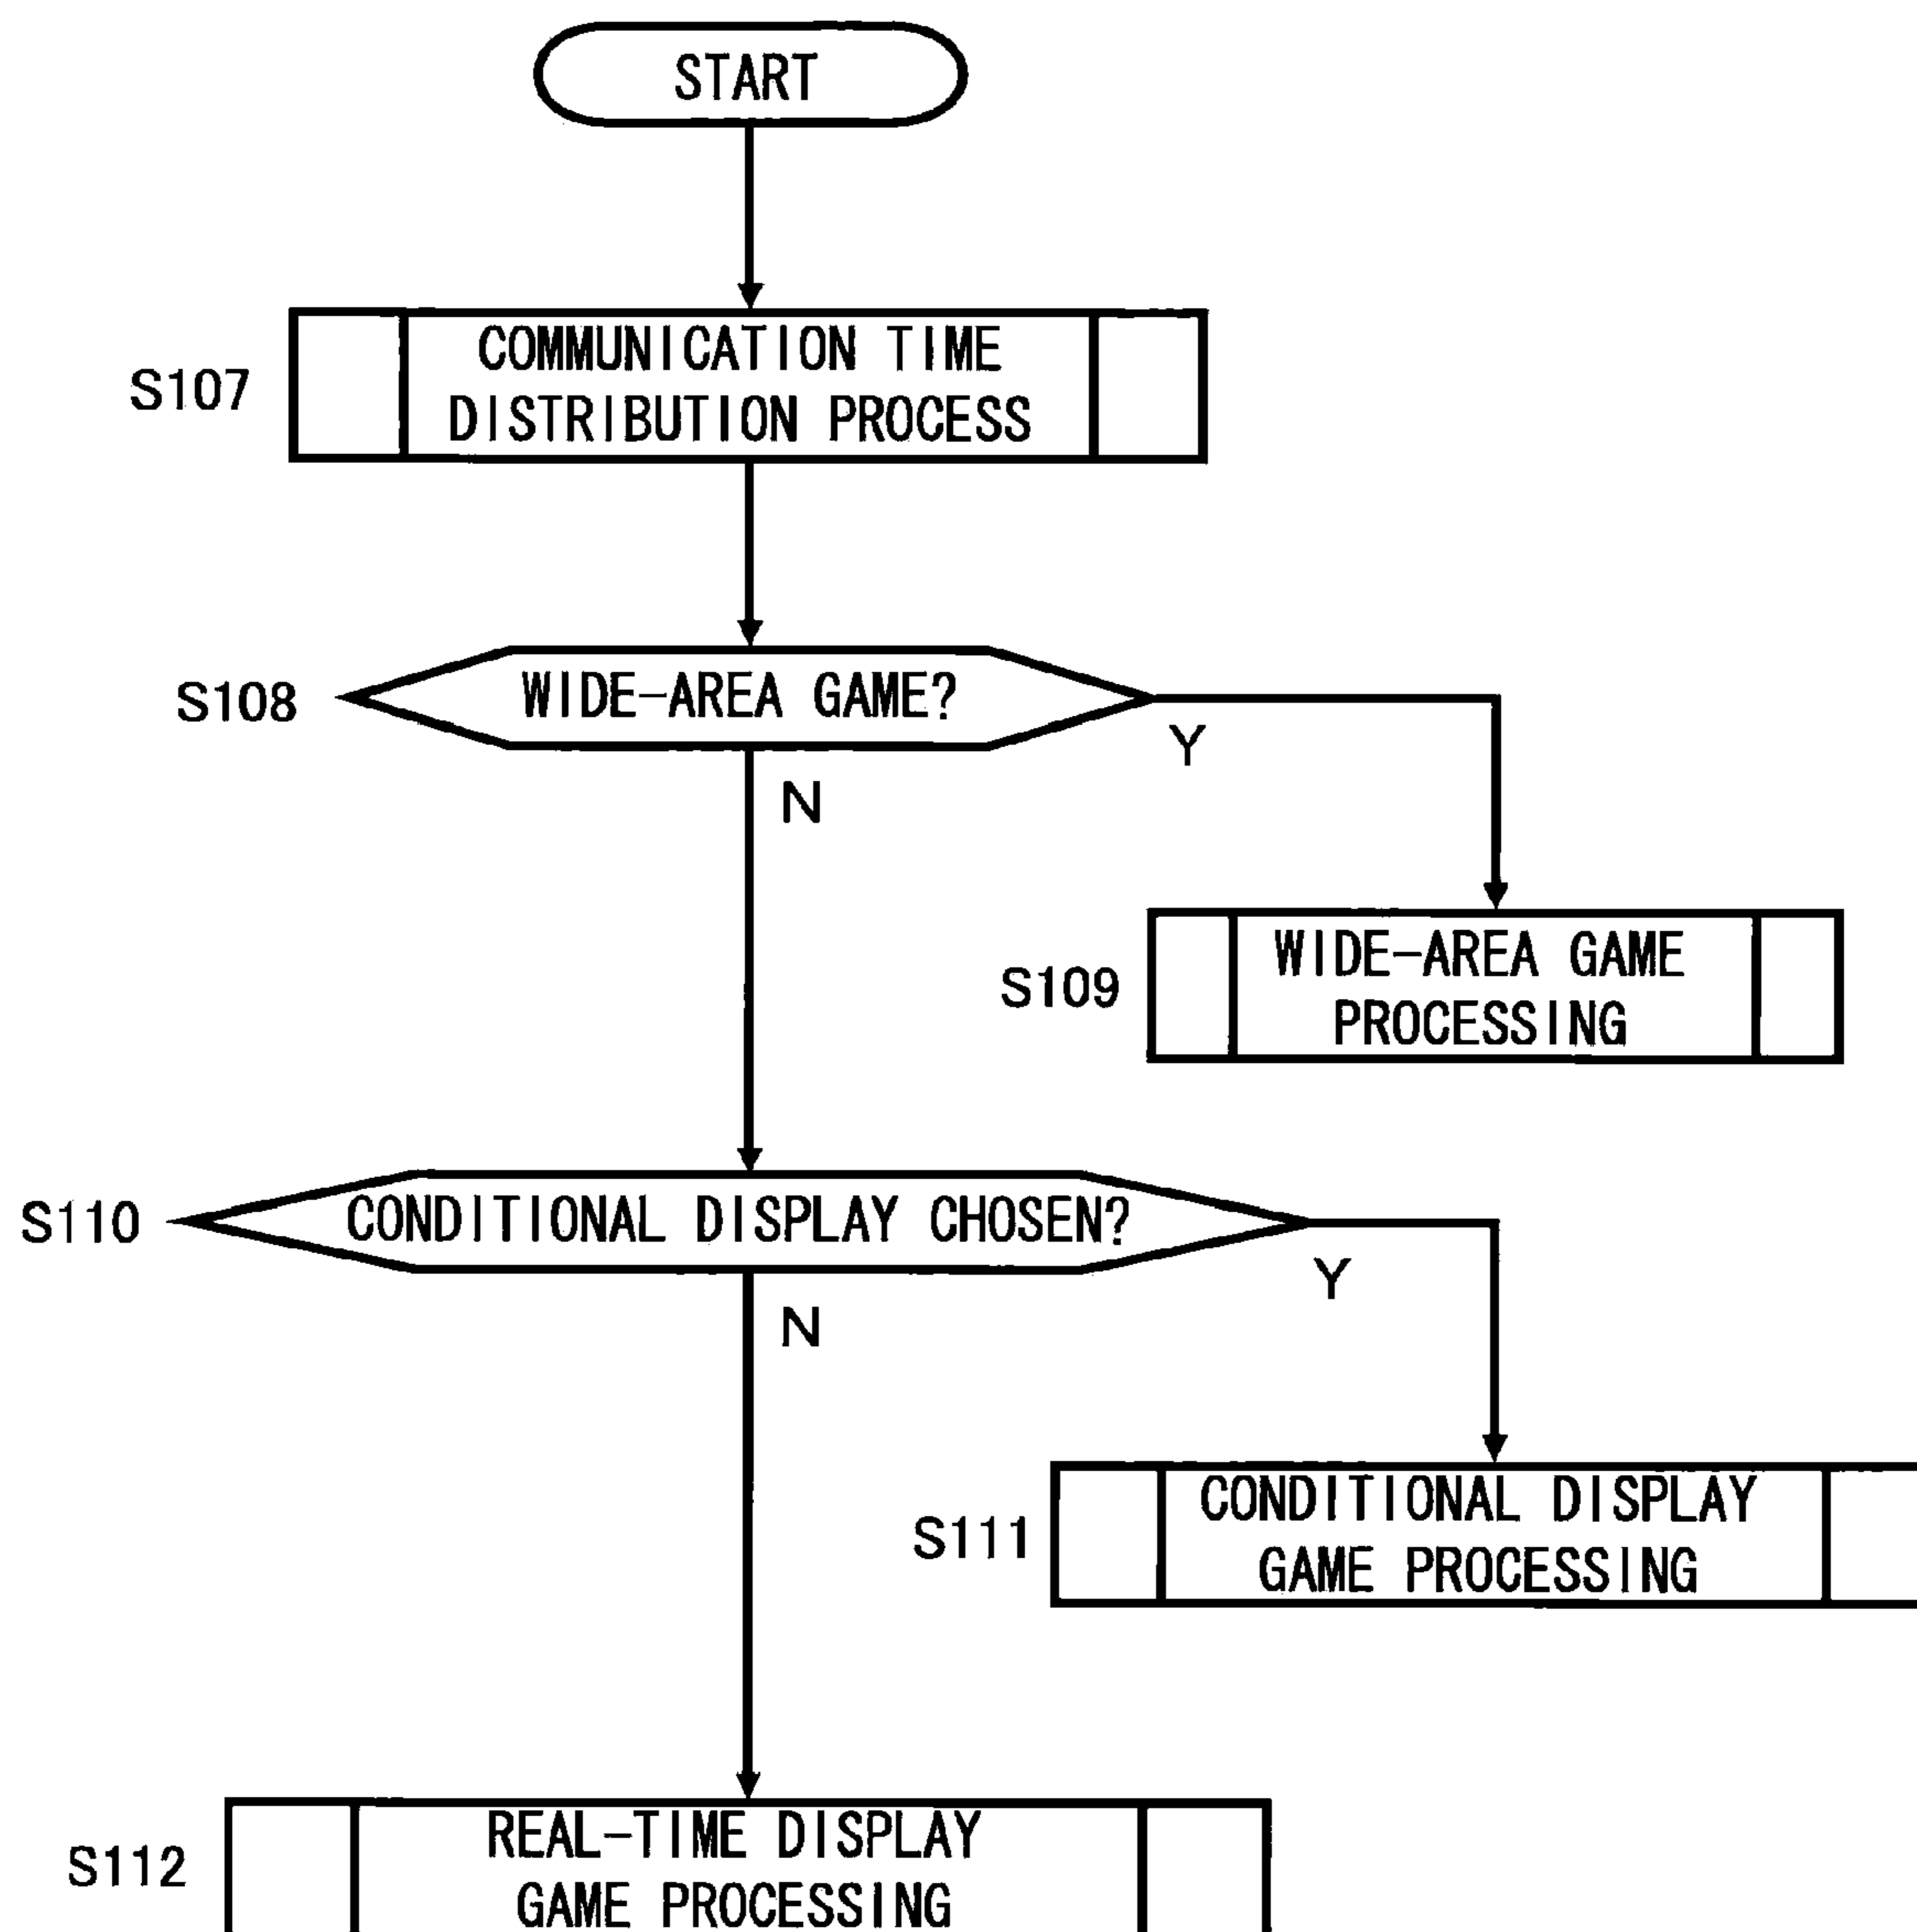 START
S107
COMMUNICATION TIME
DISTRIBUTION PROCESS
S108
WIDE-AREA GAME?
Y
N
S109
WIDE-AREA GAME
PROCESSING
S110
CONDITIONAL DISPLAY CHOSEN?
Y
N
S111
CONDITIONAL DISPLAY
GAME PROCESSING
S112
REAL-TIME DISPLAY
GAME PROCESSING